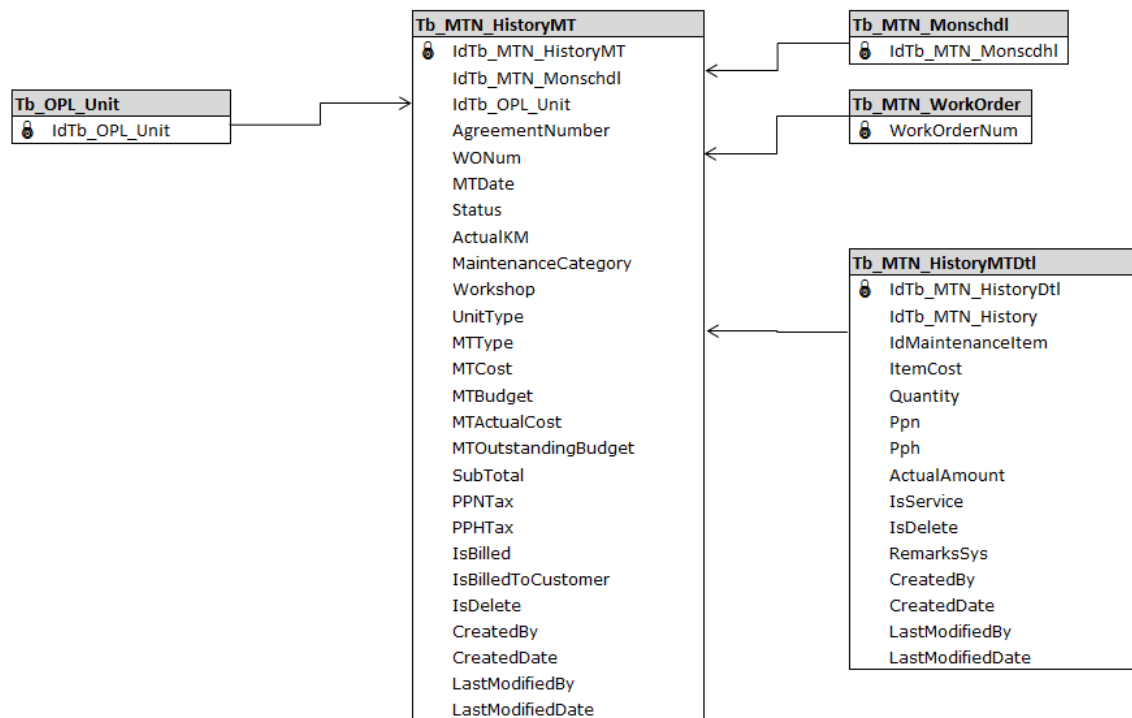 Tb_OPL_Unit
IdTb_OPL_Unit
Tb_MTN_HistoryMT
IdTb_MTN_HistoryMT
IdTb_MTN_Monschdl
IdTb_OPL_Unit
AgreementNumber
WONum
MTDate
Status
ActualKM
MaintenanceCategory
Workshop
UnitType
MTType
MTCost
MTBudget
MTActualCost
MTOutstandingBudget
SubTotal
PPNTax
PPHTax
IsBilled
IsBilledToCustomer
IsDelete
CreatedBy
CreatedDate
LastModifiedBy
LastModifiedDate
Tb_MTN_Monschdl
IdTb_MTN_Monscdhl
Tb_MTN_WorkOrder
WorkOrderNum
Tb_MTN_HistoryMTDtl
IdTb_MTN_HistoryDtl
IdTb_MTN_History
IdMaintenanceItem
ItemCost
Quantity
Ppn
Pph
ActualAmount
IsService
IsDelete
RemarksSys
CreatedBy
CreatedDate
LastModifiedBy
LastModifiedDate